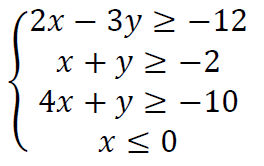 2x − 3y ≥ −12
x + y ≥ −2
4x + y ≥ −10
x ≤ 0